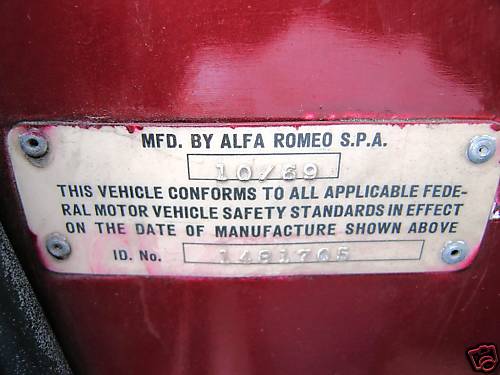 MFD. BY ALFA ROMEO S.P.A.
10/69
THIS VEHICLE CONFORMS TO ALL APPLICABLE FEDE-
RAL MOTOR VEHICLE SAFETY STANDARDS IN EFFECT
ON THE DATE OF MANUFACTURE SHOWN ABOVE
ID. No. 1481765